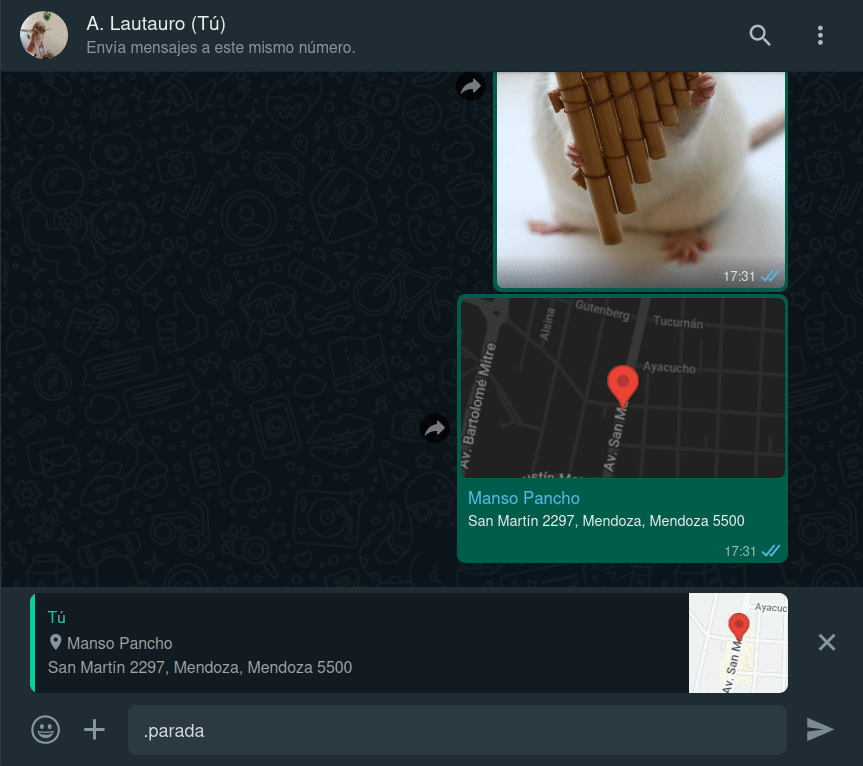 A. Lautauro (Tú)
Envía mensajes a este mismo número.
17:31
Gutenberg
Tucumán
Alsina
Ayacucho
Av. Bartolomé Mitre
Av. San M
Manso Pancho
San Martín 2297, Mendoza, Mendoza 5500
17:31
Tú
Manso Pancho
San Martín 2297, Mendoza, Mendoza 5500
Ayacuc
Av. San M
.parada